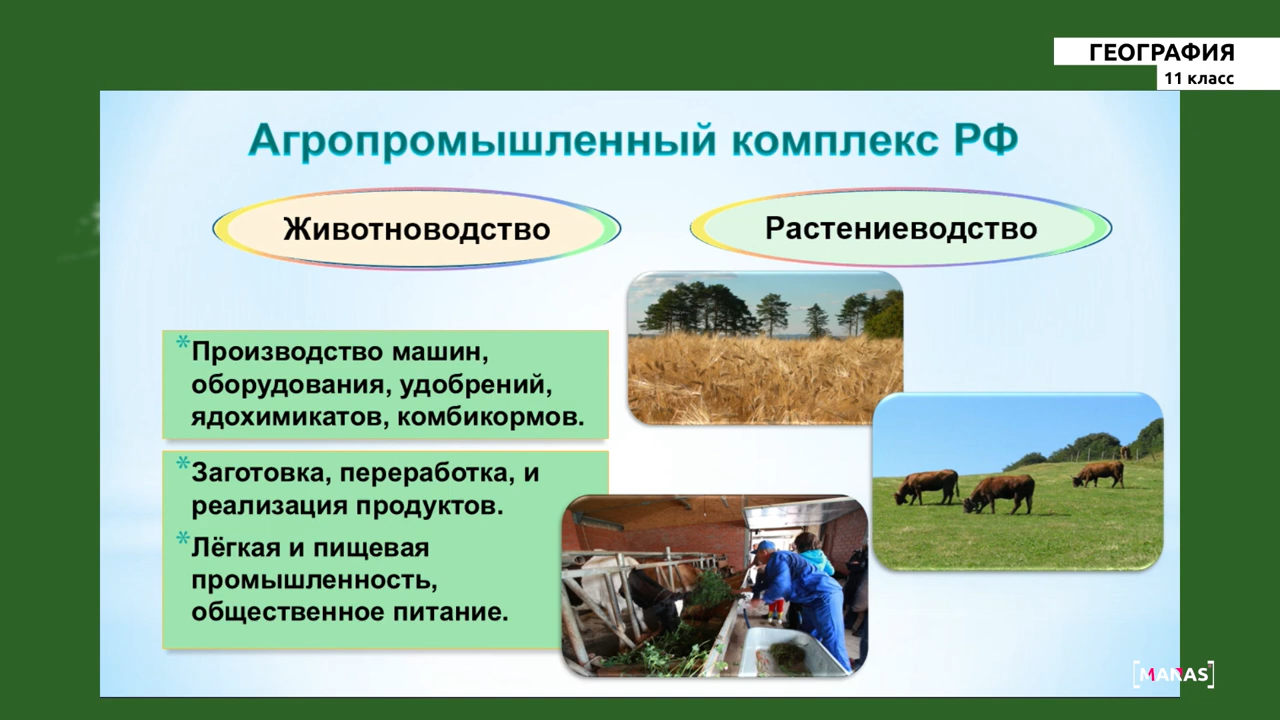 ГЕОГРАФИЯ
11 класс
Агропромышленный комплекс РФ
Животноводство
Растениеводство
* Производство машин,
оборудования, удобрений,
ядохимикатов, комбикормов.
* Заготовка, переработка, и
реализация продуктов.
* Лёгкая и пищевая
промышленность,
общественное питание.
[MANAS]